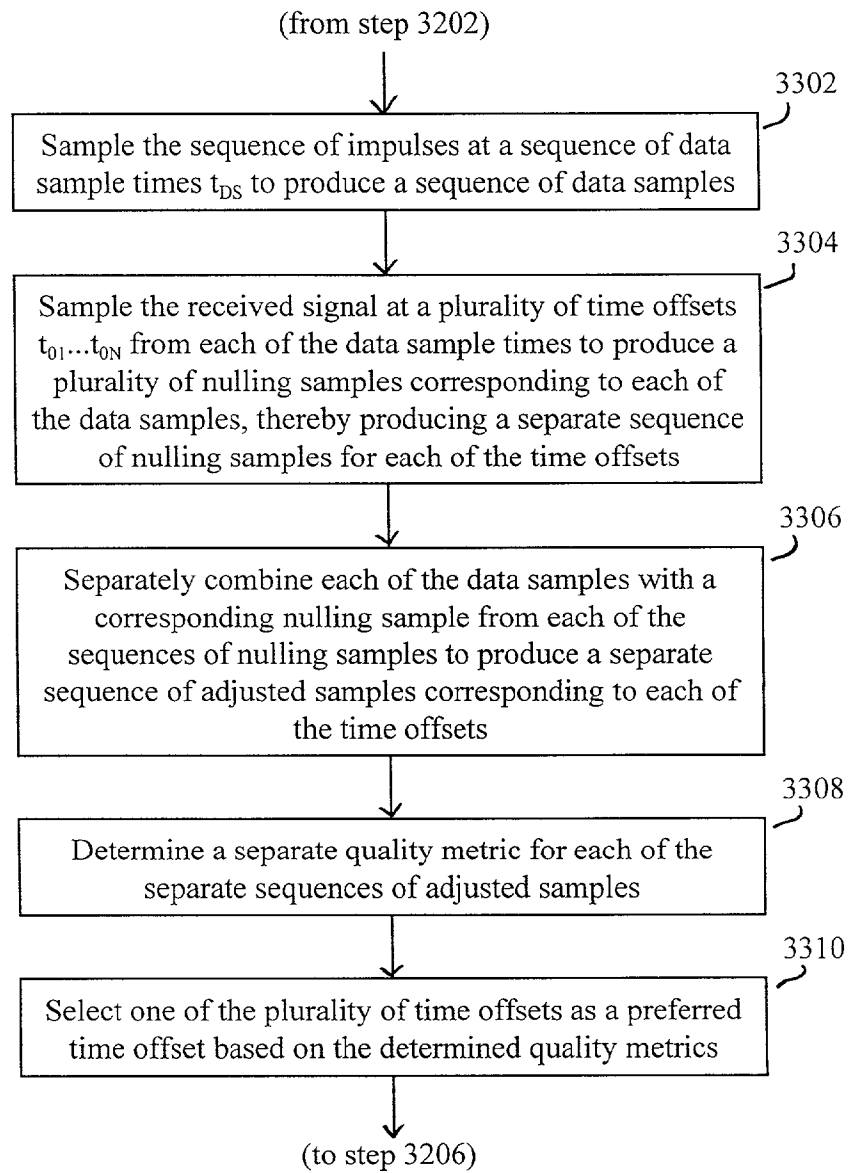 (from step 3202)
3302
Sample the sequence of impulses at a sequence of data
sample times t_DS to produce a sequence of data samples
3304
Sample the received signal at a plurality of time offsets
t_01...t_0N from each of the data sample times to produce a
plurality of nulling samples corresponding to each of
the data samples, thereby producing a separate sequence
of nulling samples for each of the time offsets
3306
Separately combine each of the data samples with a
corresponding nulling sample from each of the
sequences of nulling samples to produce a separate
sequence of adjusted samples corresponding to each of
the time offsets
3308
Determine a separate quality metric for each of the
separate sequences of adjusted samples
3310
Select one of the plurality of time offsets as a preferred
time offset based on the determined quality metrics
(to step 3206)